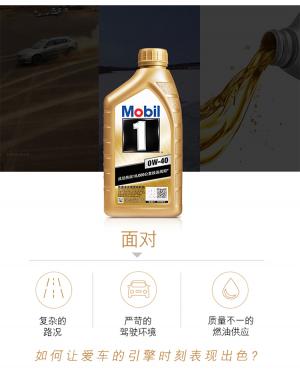 Mobil
1
0W-40
面对
复杂的
路况
严苛的
驾驶环境
质量不一的
燃油供应
如何让爱车的引擎时刻表现出色?